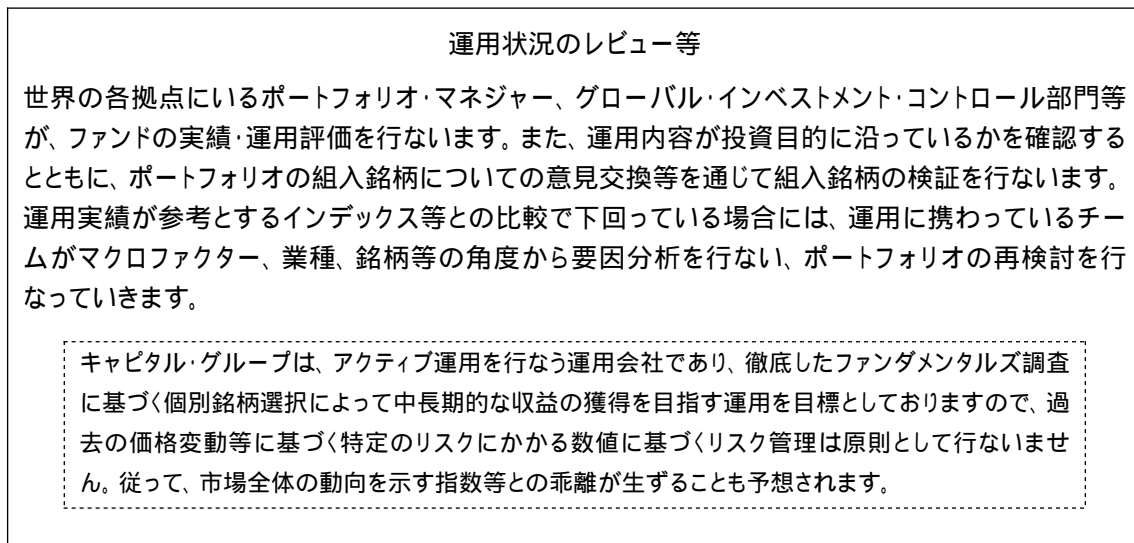 運用状況のレビュー等
世界の各拠点にいるポートフォリオ･マネジャー、グローバル･インベストメント･コントロール部門等
が、ファンドの実績･運用評価を行ないます。また、運用内容が投資目的に沿っているかを確認する
とともに、ポートフォリオの組入銘柄についての意見交換等を通じて組入銘柄の検証を行ないます。
運用実績が参考とするインデックス等との比較で下回っている場合には、運用に携わっているチー
ムがマクロファクター、業種、銘柄等の角度から要因分析を行ない、ポートフォリオの再検討を行
なっていきます。
キャピタル･グループは、アクティブ運用を行なう運用会社であり、徹底したファンダメンタルズ調査
に基づく個別銘柄選択によって中長期的な収益の獲得を目指す運用を目標としておりますので、過
去の価格変動等に基づく特定のリスクにかかる数値に基づくリスク管理は原則として行ないませ
ん。従って、市場全体の動向を示す指数等との乖離が生ずることも予想されます。